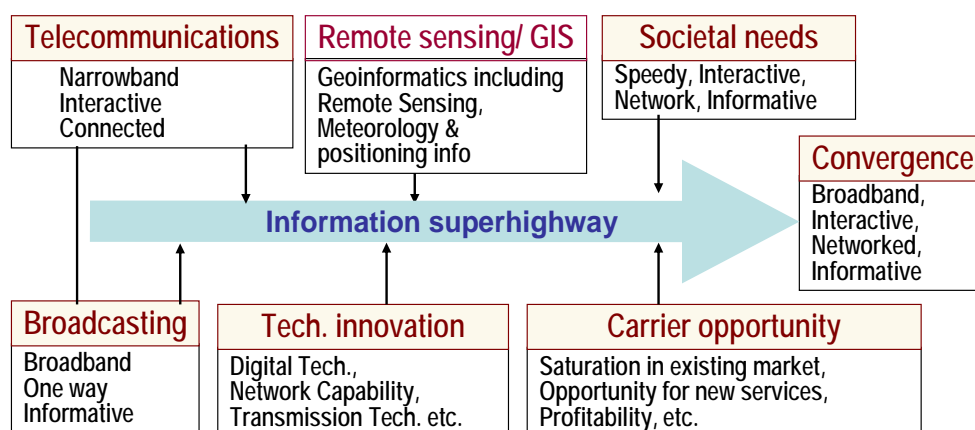 Telecommunications
Narrowband
Interactive
Connected
Remote sensing/ GIS
Geoinformatics including
Remote Sensing,
Meteorology &
positioning info
Societal needs
Speedy, Interactive,
Network, Informative
Convergence
Broadband,
Interactive,
Networked,
Informative
Information superhighway
Broadcasting
Broadband
One way
Informative
Tech. innovation
Digital Tech.,
Network Capability,
Transmission Tech. etc.
Carrier opportunity
Saturation in existing market,
Opportunity for new services,
Profitability, etc.